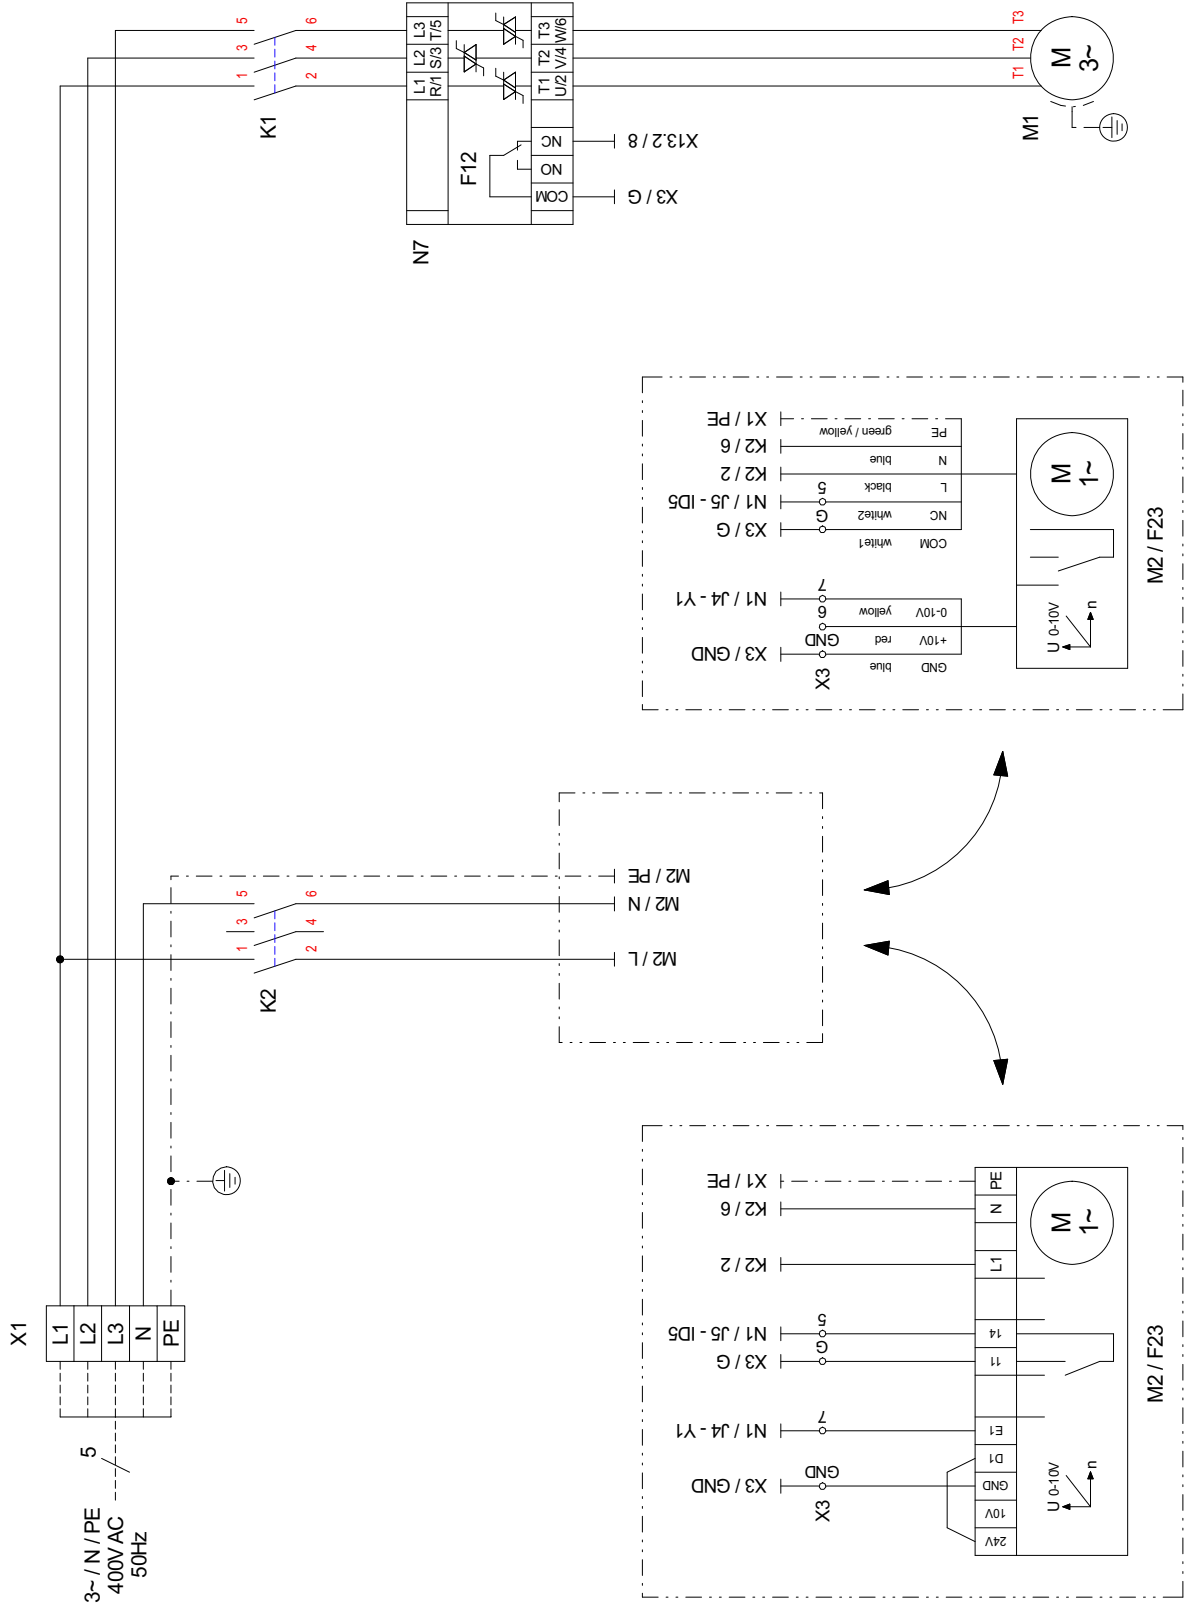 3~ / N / PE
400V AC
50Hz
5
X1
L1
L2
L3
N
PE
K1
1
3
5
2
4
6
N7
L1
R/1
L2
S/3
L3
T/5
F12
T1
U/2
T2
V/4
T3
W/6
COM
NO
NC
X3 / G
X13.2 / 8
M1
T1
T2
T3
M
3~
K2
1
3
5
2
4
6
M2 / L
M2 / N
M2 / PE
X1 / PE
K2 / 6
K2 / 2
N1 / J5 - ID5
X3 / G
N1 / J4 - Y1
X3 / GND
5
G
7
6
GND
X3
green / yellow
blue
black
white2
white1
yellow
red
blue
PE
N
L
NC
COM
0-10V
+10V
GND
M
1~
U 0-10V
n
M2 / F23
X1 / PE
K2 / 6
K2 / 2
N1 / J5 - ID5
X3 / G
N1 / J4 - Y1
X3 / GND
5
G
7
GND
X3
PE
N
L1
14
11
E1
D1
GND
10V
24V
M
1~
U 0-10V
n
M2 / F23